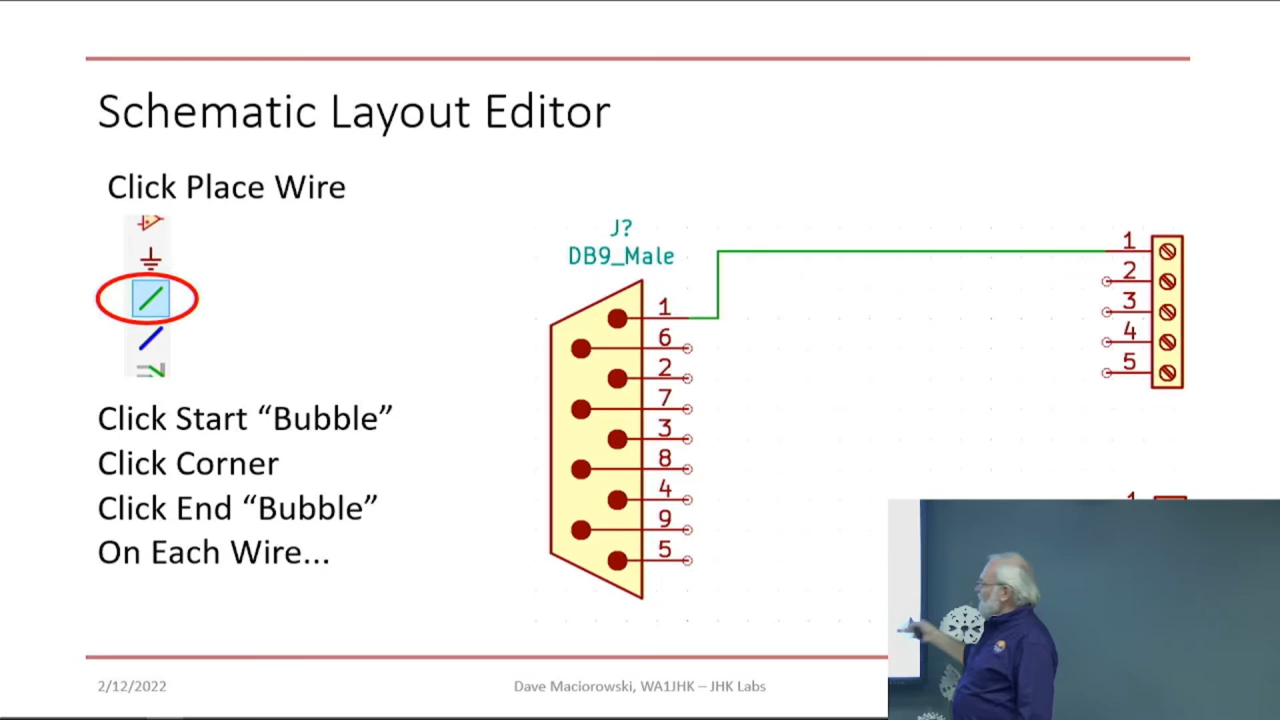 Schematic Layout Editor
Click Place Wire
J?
DB9_Male
1
6
2
7
3
8
4
9
5
1
2
3
4
5
1
Click Start “Bubble”
Click Corner
Click End “Bubble”
On Each Wire...
2/12/2022
Dave Maciorowski, WA1JHK – JHK Labs